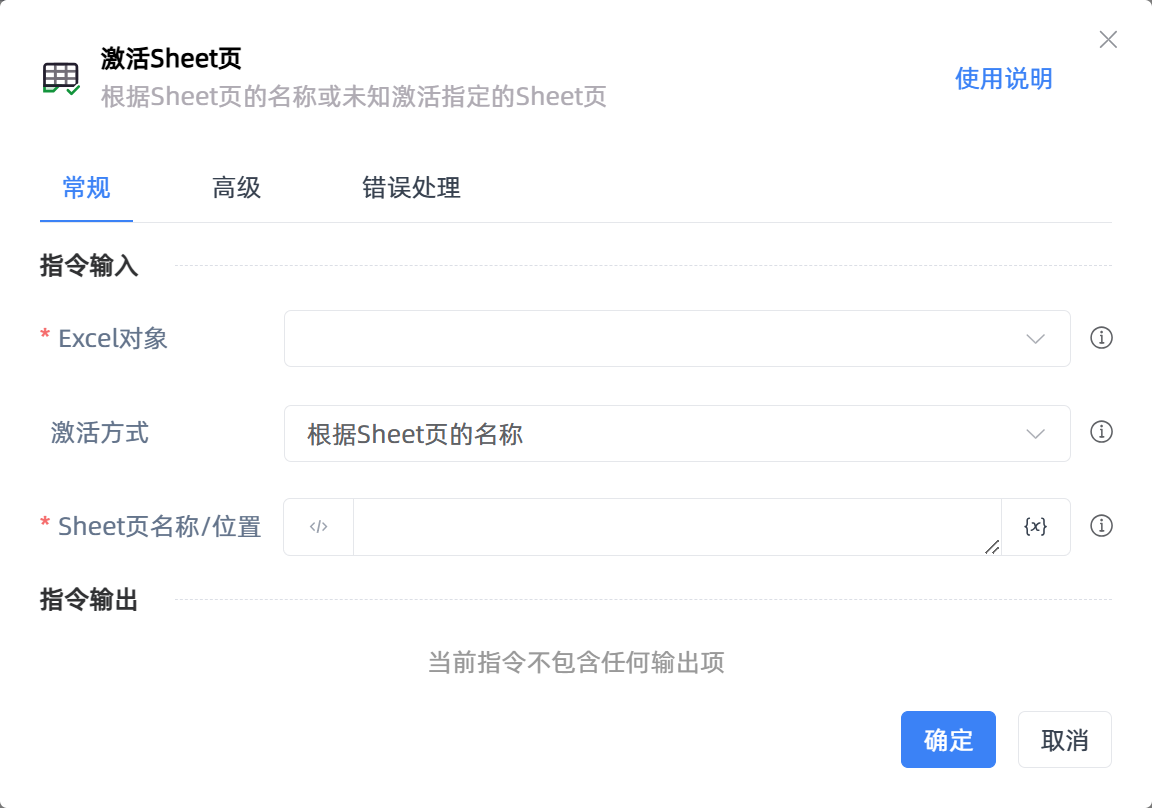 激活Sheet页
根据Sheet页的名称或未知激活指定的Sheet页
使用说明
常规 高级 错误处理
指令输入
* Excel对象
激活方式 根据Sheet页的名称
* Sheet页名称/位置 </> {x}
指令输出
当前指令不包含任何输出项
确定 取消